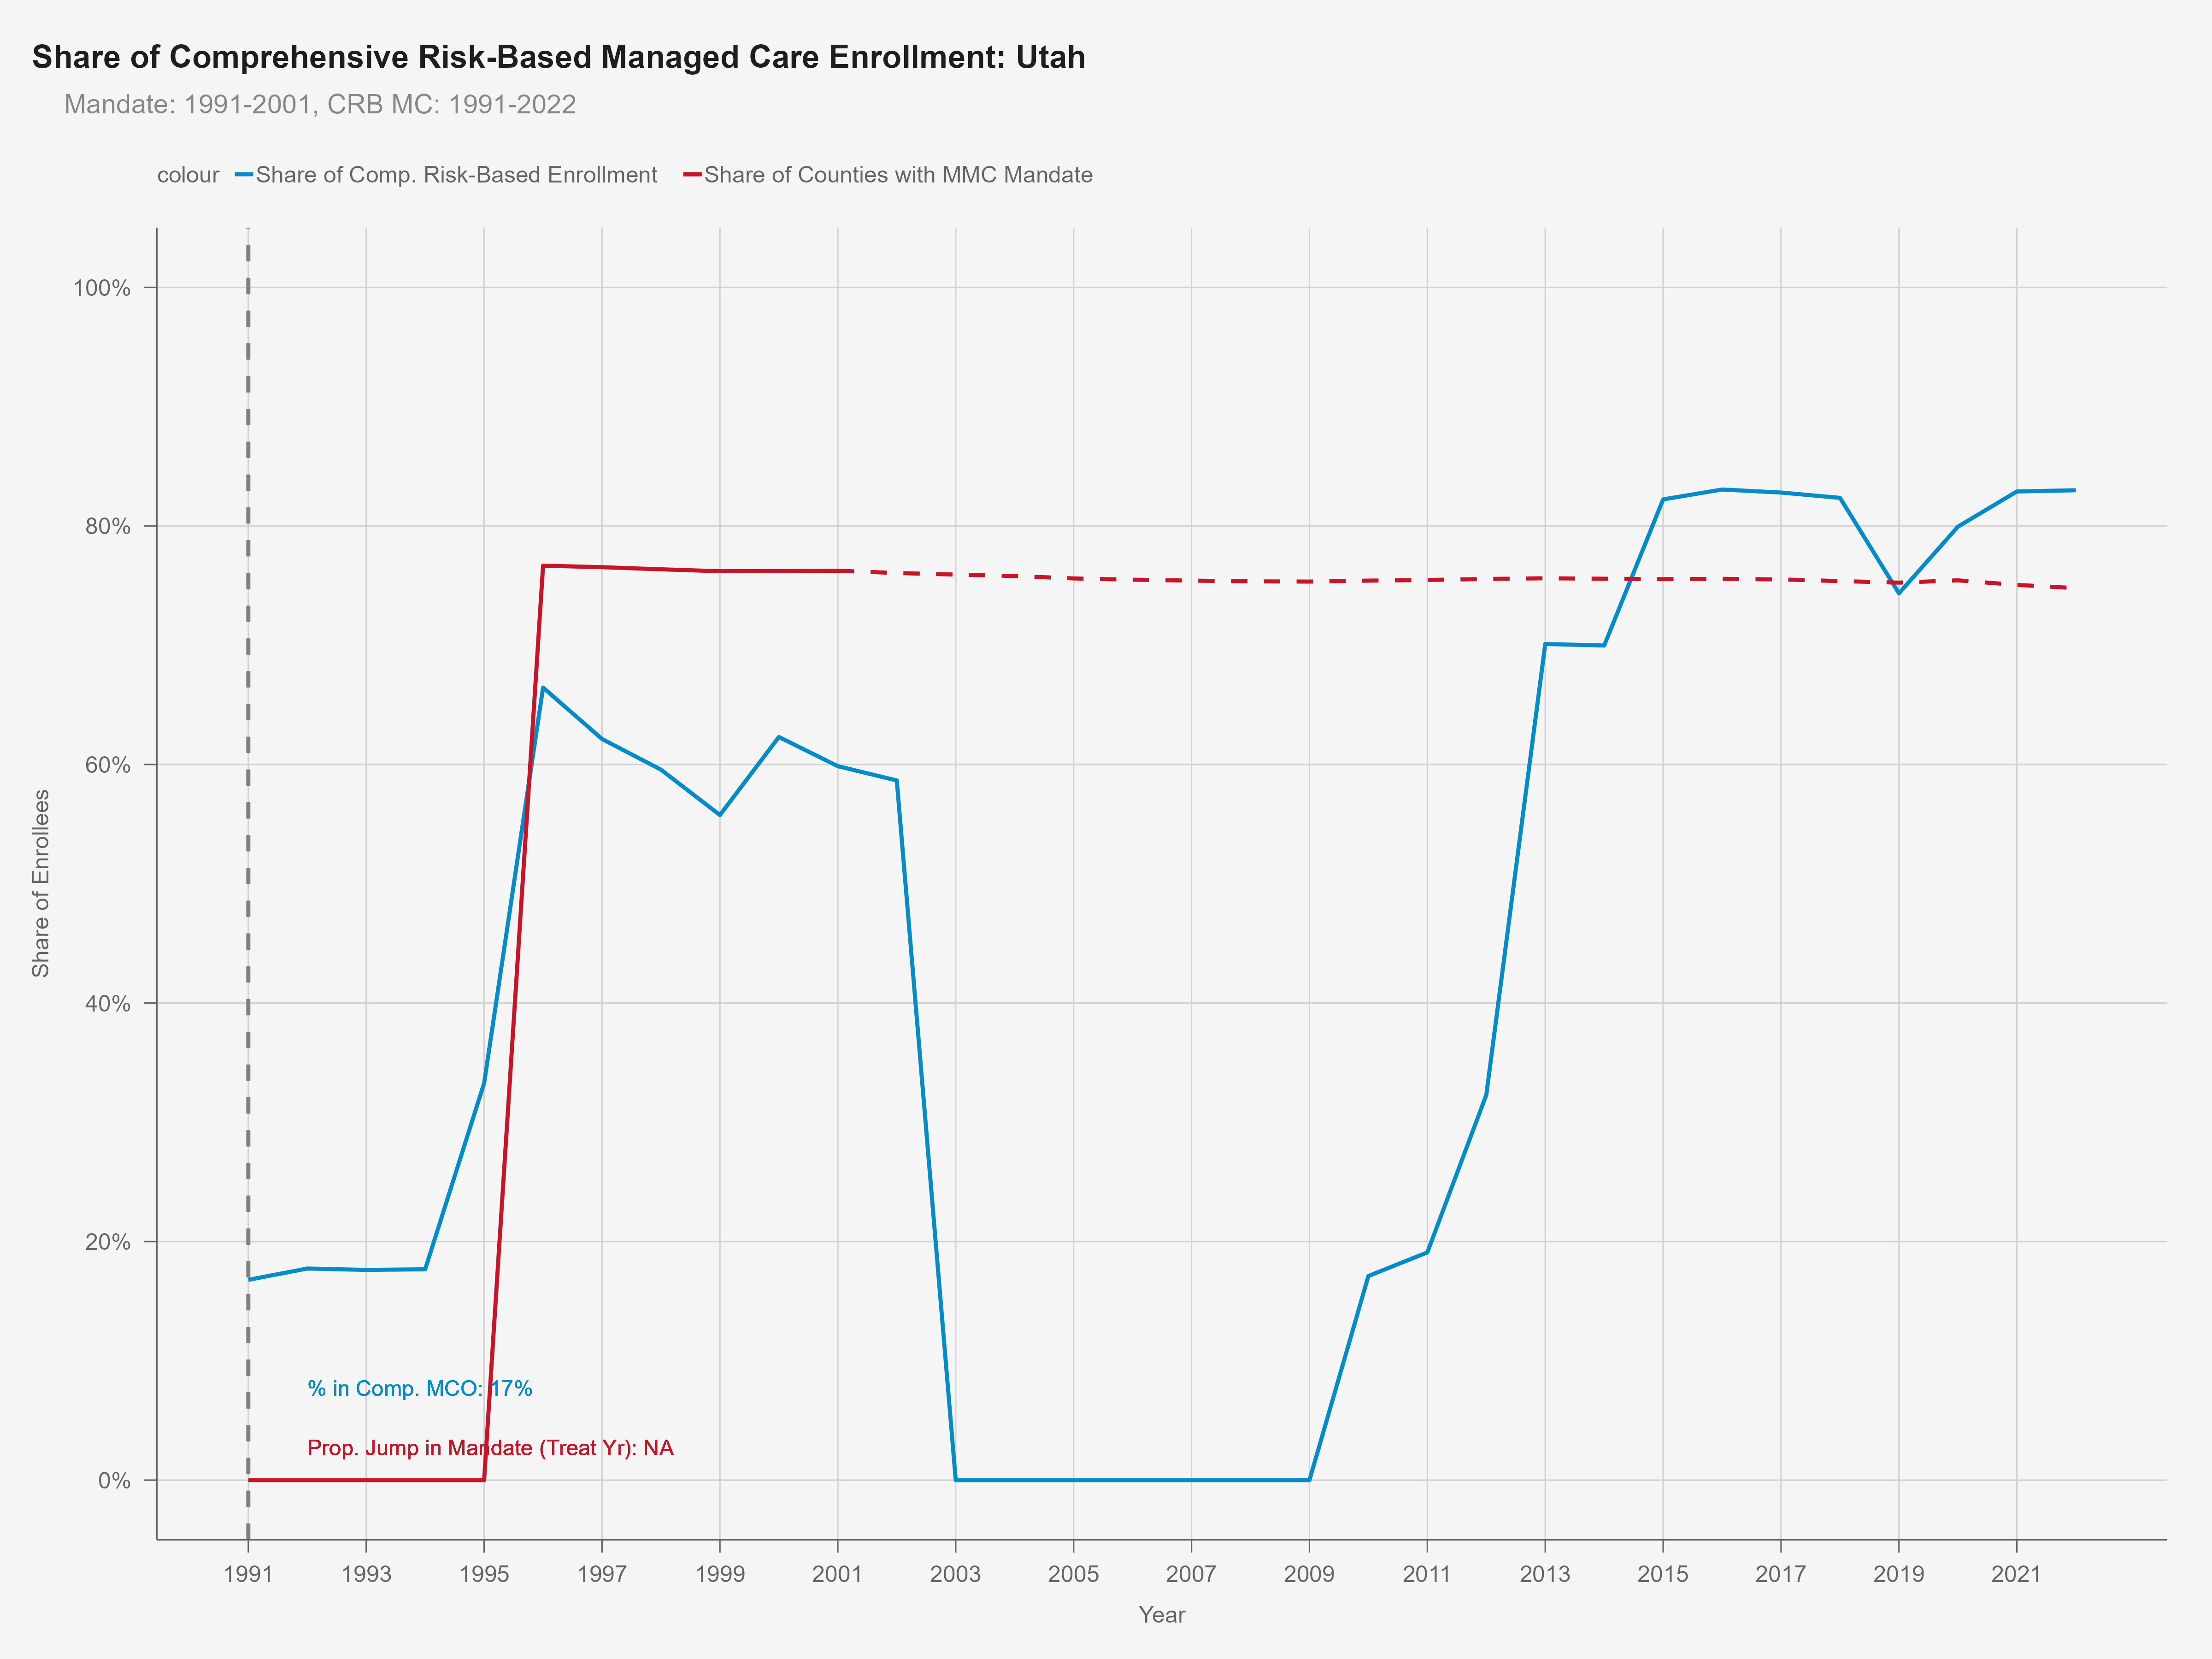 Share of Comprehensive Risk-Based Managed Care Enrollment: Utah
Mandate: 1991-2001, CRB MC: 1991-2022
colour Share of Comp. Risk-Based Enrollment Share of Counties with MMC Mandate
100%
80%
60%
40%
20%
0%
Share of Enrollees
% in Comp. MCO: 17%
Prop. Jump in Mandate (Treat Yr): NA
1991 1993 1995 1997 1999 2001 2003 2005 2007 2009 2011 2013 2015 2017 2019 2021
Year